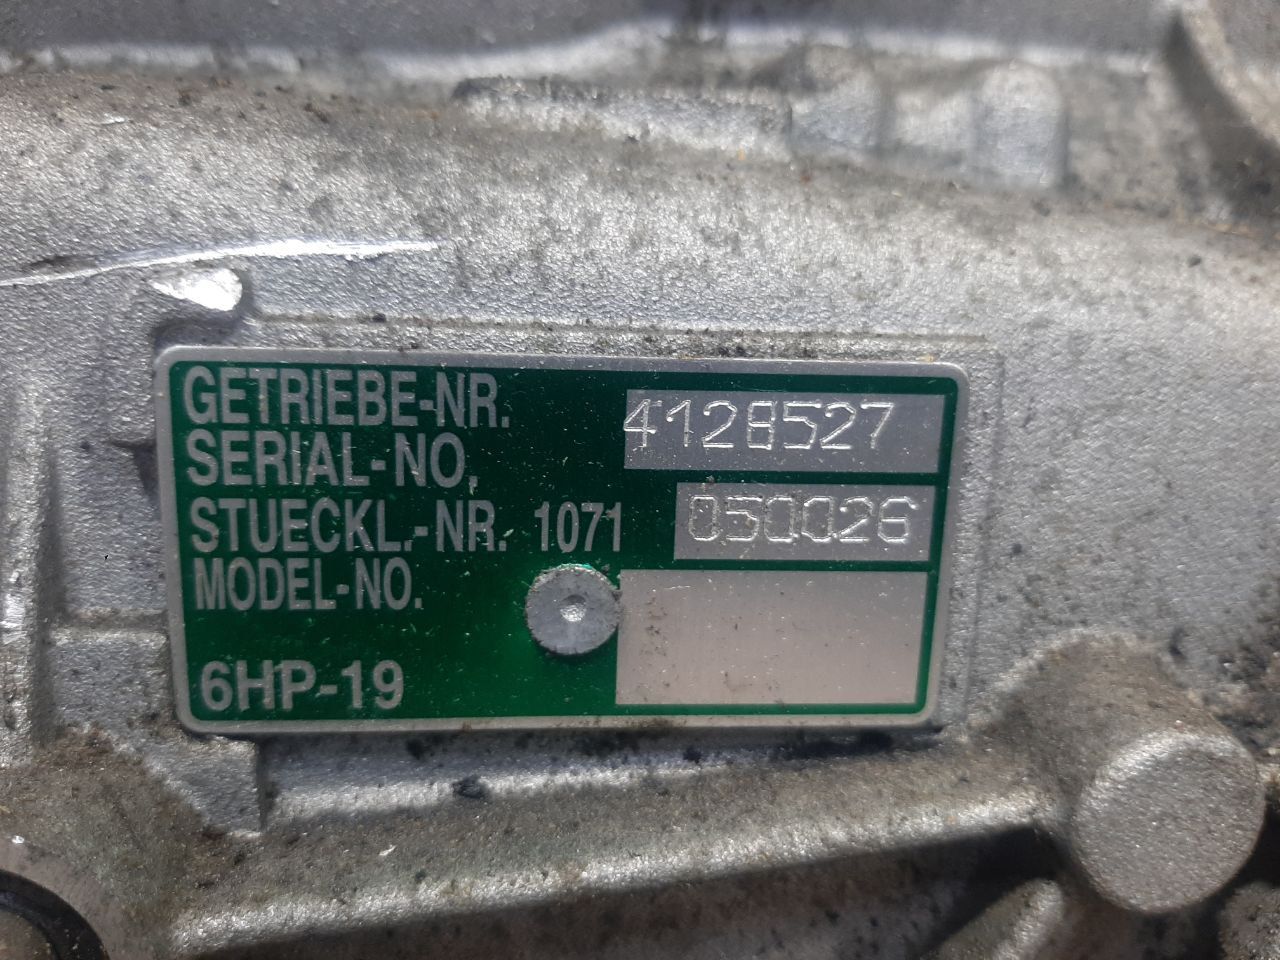 GETRIEBE-NR. 4128527
SERIAL-NO.
STUECKL.-NR. 1071 050026
MODEL-NO.
6HP-19